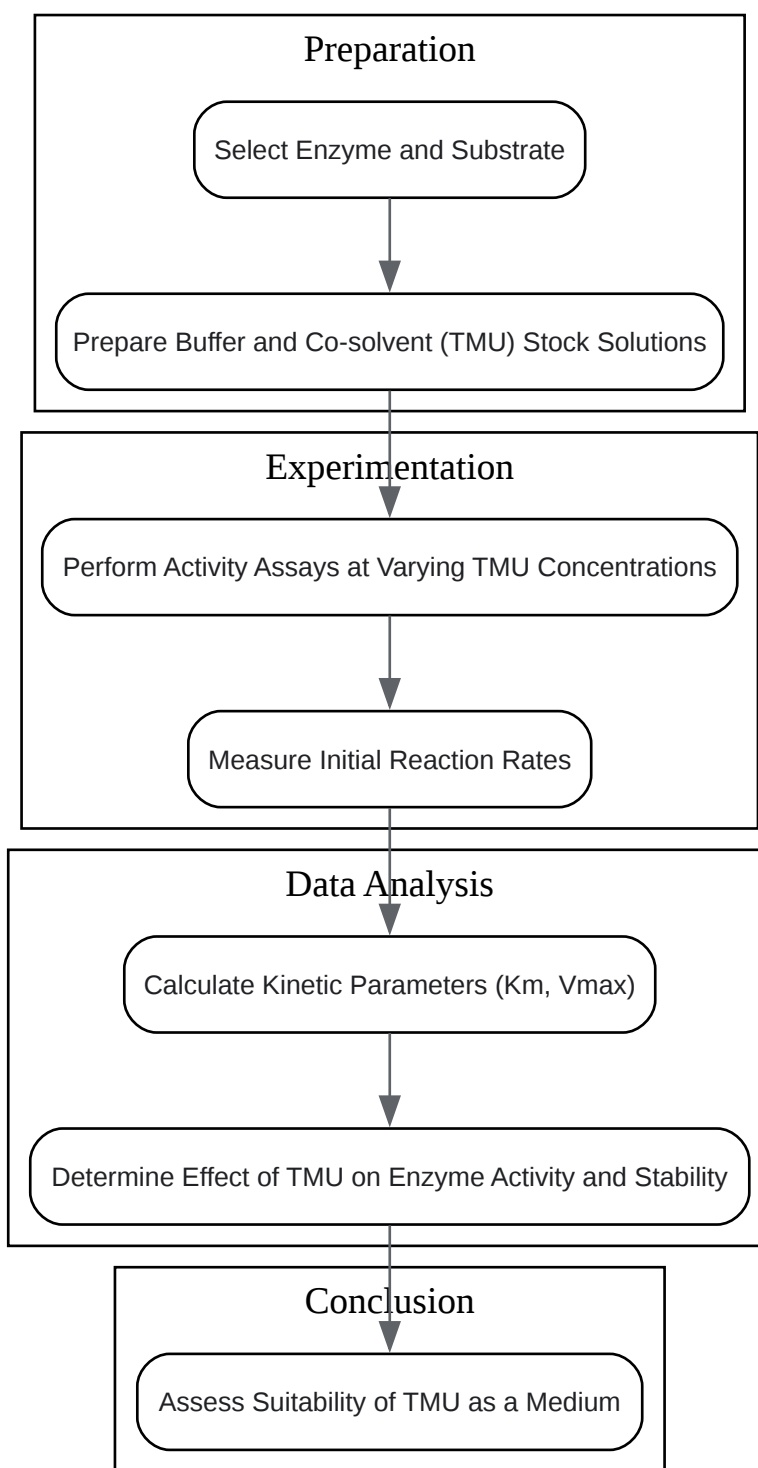 Preparation
Select Enzyme and Substrate
Prepare Buffer and Co-solvent (TMU) Stock Solutions
Experimentation
Perform Activity Assays at Varying TMU Concentrations
Measure Initial Reaction Rates
Data Analysis
Calculate Kinetic Parameters (Km, Vmax)
Determine Effect of TMU on Enzyme Activity and Stability
Conclusion
Assess Suitability of TMU as a Medium